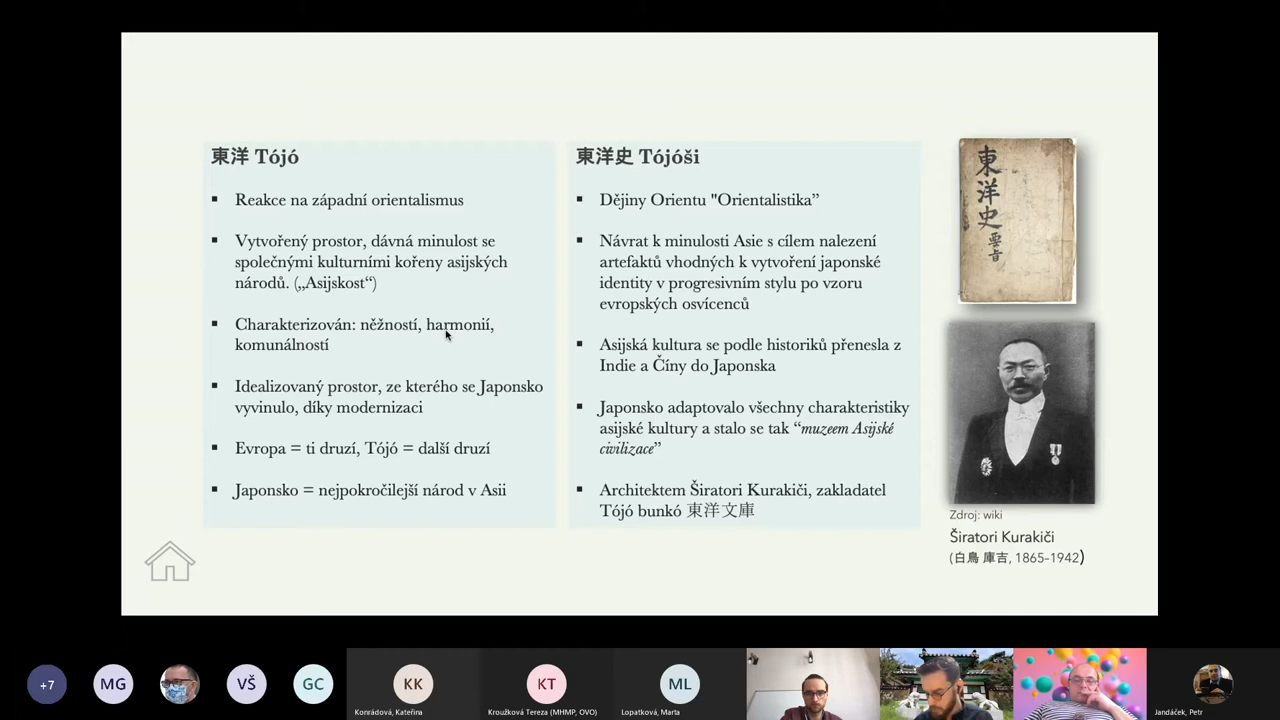 東洋 Tójó
▪ Reakce na západní orientalismus
▪ Vytvořený prostor, dávná minulost se
společnými kulturními kořeny asijských
národů. („Asijskost“)
▪ Charakterizován: něžností, harmonií,
komunálností
▪ Idealizovaný prostor, ze kterého se Japonsko
vyvinulo, díky modernizaci
▪ Evropa = ti druzí, Tójó = další druzí
▪ Japonsko = nejpokročilejší národ v Asii
東洋史 Tójóši
▪ Dějiny Orientu "Orientalistika”
▪ Návrat k minulosti Asie s cílem nalezení
artefaktů vhodných k vytvoření japonské
identity v progresivním stylu po vzoru
evropských osvícenců
▪ Asijská kultura se podle historiků přenesla z
Indie a Číny do Japonska
▪ Japonsko adaptovalo všechny charakteristiky
asijské kultury a stalo se tak “muzeem Asijské
civilizace”
▪ Architektem Široatori Kurakiči, zakladatel
Tójó bunkó 東洋文庫
東洋史要
Zdroj: wiki
Širatori Kurakiči
(白鳥 庫吉, 1865–1942)
+7
MG
VŠ
GC
KK
Konrádová, Kateřina
KT
Kroužková Tereza (MHMP, OVO)
ML
Lopatková, Marta
Jandáček, Petr